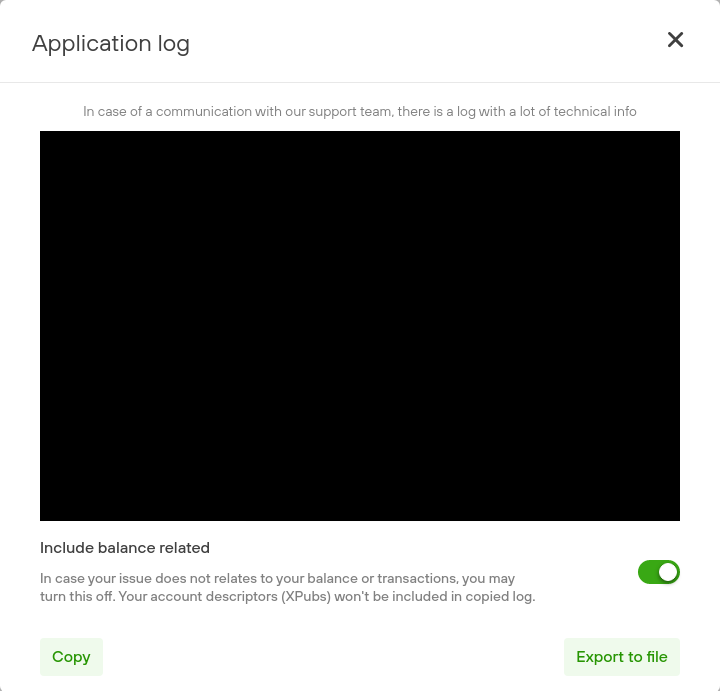 Application log
In case of a communication with our support team, there is a log with a lot of technical info
Include balance related
In case your issue does not relates to your balance or transactions, you may
turn this off. Your account descriptors (XPubs) won't be included in copied log.
Copy
Export to file